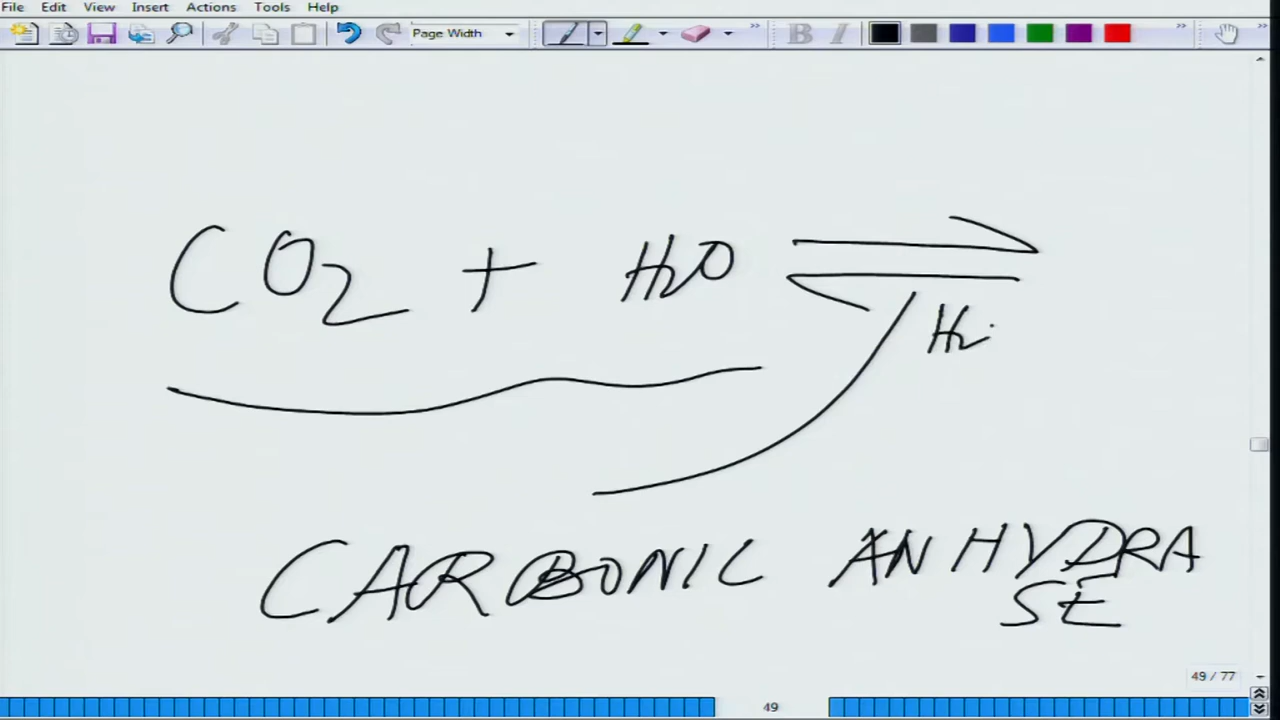 File Edit View Insert Actions Tools Help
Page Width
B I
CO2 + H2O ⇌
H2
CARBONIC ANHYDRA
SE
49 / 77
49